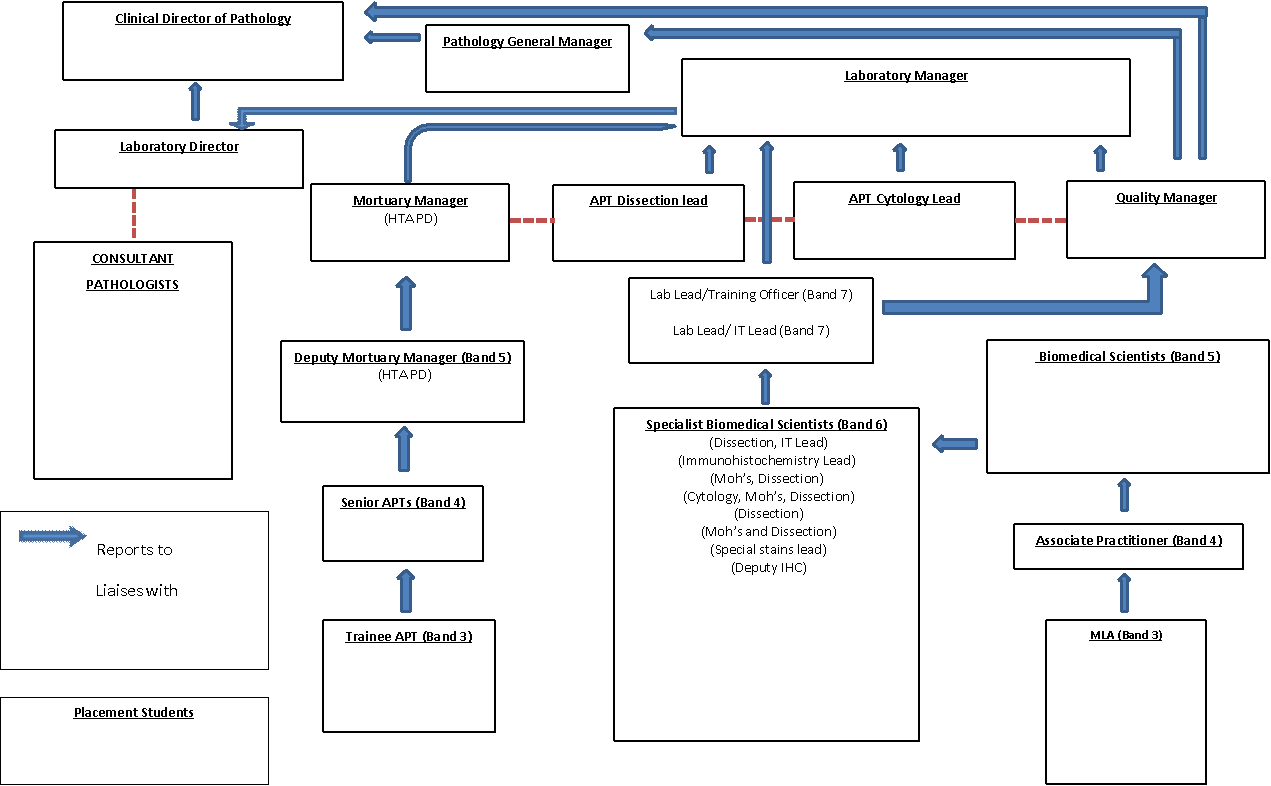 Clinical Director of Pathology
Pathology General Manager
Laboratory Manager
Laboratory Director
Mortuary Manager
(HTA PD)
APT Dissection lead
APT Cytology Lead
Quality Manager
CONSULTANT
PATHOLOGISTS
Lab Lead/Training Officer (Band 7)
Lab Lead/ IT Lead (Band 7)
Deputy Mortuary Manager (Band 5)
(HTA PD)
Biomedical Scientists (Band 5)
Specialist Biomedical Scientists (Band 6)
(Dissection, IT Lead)
(Immunohistochemistry Lead)
(Moh's, Dissection)
(Cytology, Moh's, Dissection)
(Dissection)
(Moh's and Dissection)
(Special stains lead)
(Deputy IHC)
Senior APTs (Band 4)
Associate Practitioner (Band 4)
Reports to
Liaises with
Trainee APT (Band 3)
MLA (Band 3)
Placement Students